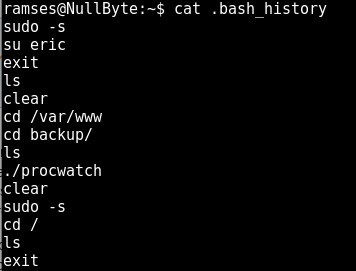 ramses@NullByte:~$ cat .bash_history
sudo -s
su eric
exit
ls
clear
cd /var/www
cd backup/
ls
./procwatch
clear
sudo -s
cd /
ls
exit